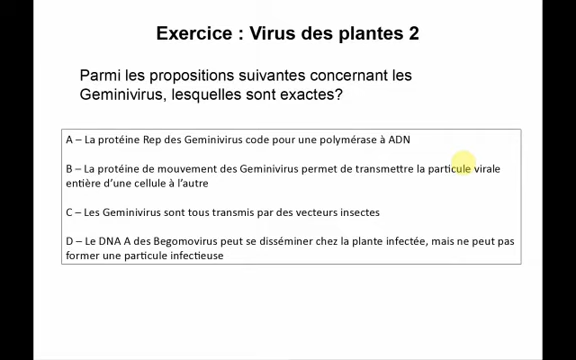 Exercice : Virus des plantes 2
Parmi les propositions suivantes concernant les
Geminivirus, lesquelles sont exactes?
A – La protéine Rep des Geminivirus code pour une polymérase à ADN
B – La protéine de mouvement des Geminivirus permet de transmettre la particule virale
entière d'une cellule à l'autre
C – Les Geminivirus sont tous transmis par des vecteurs insectes
D – Le DNA A des Begomovirus peut se disséminer chez la plante infectée, mais ne peut pas
former une particule infectieuse